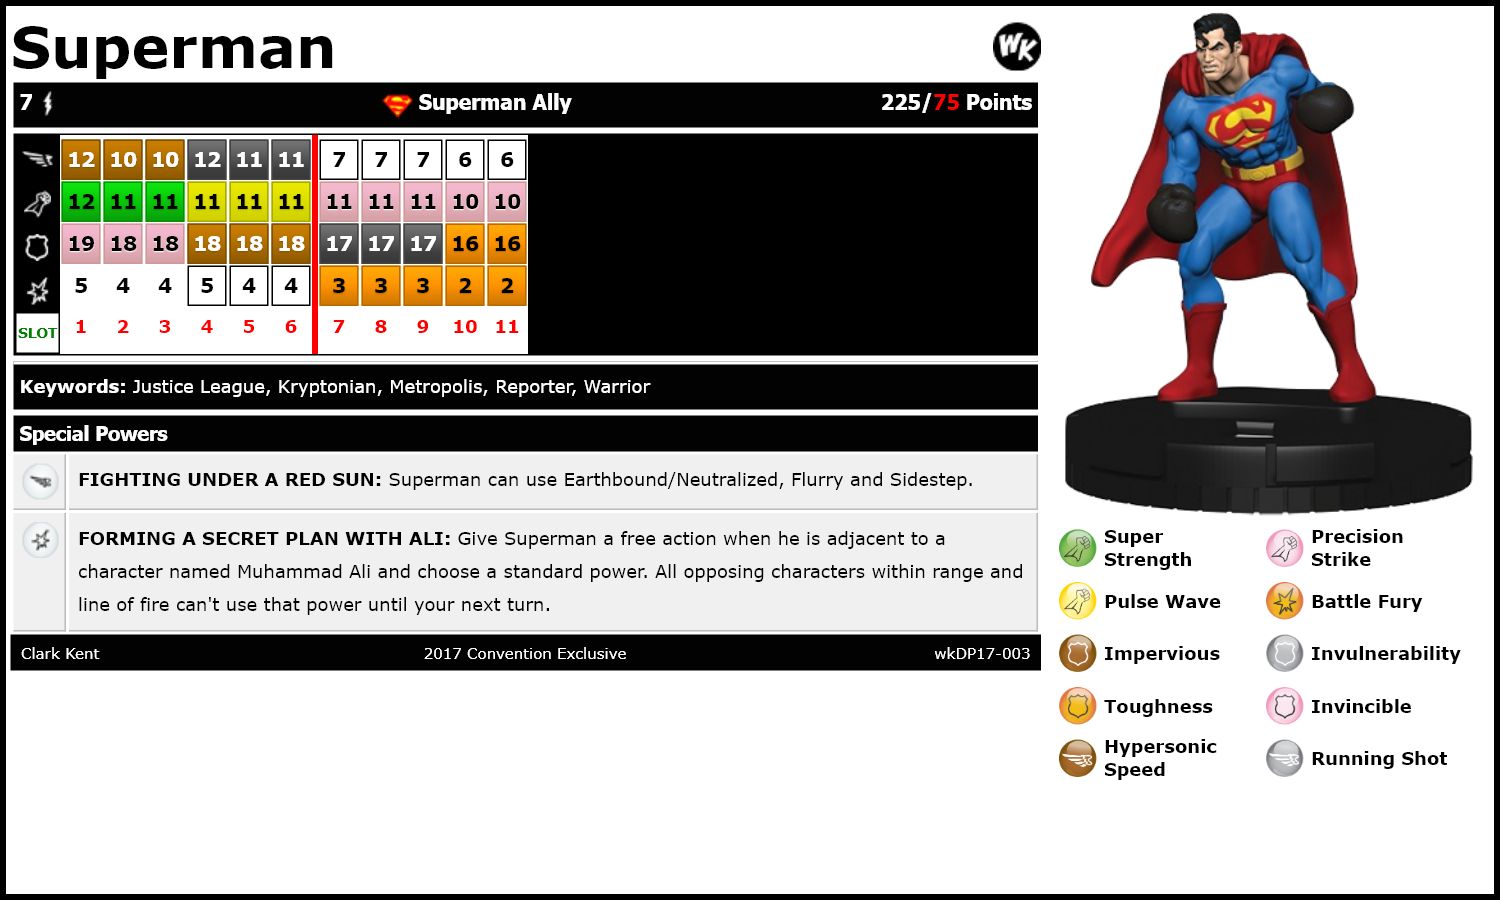 Superman
WK
7 Superman Ally 225/75 Points
12 10 10 12 11 11 7 7 7 6 6
12 11 11 11 11 11 11 11 11 10 10
19 18 18 18 18 18 17 17 17 16 16
5 4 4 5 4 4 3 3 3 2 2
SLOT 1 2 3 4 5 6 7 8 9 10 11
Keywords: Justice League, Kryptonian, Metropolis, Reporter, Warrior
Special Powers
FIGHTING UNDER A RED SUN: Superman can use Earthbound/Neutralized, Flurry and Sidestep.
FORMING A SECRET PLAN WITH ALI: Give Superman a free action when he is adjacent to a
character named Muhammad Ali and choose a standard power. All opposing characters within range and
line of fire can't use that power until your next turn.
Clark Kent 2017 Convention Exclusive wkDP17-003
Super Strength
Precision Strike
Pulse Wave
Battle Fury
Impervious
Invulnerability
Toughness
Invincible
Hypersonic Speed
Running Shot